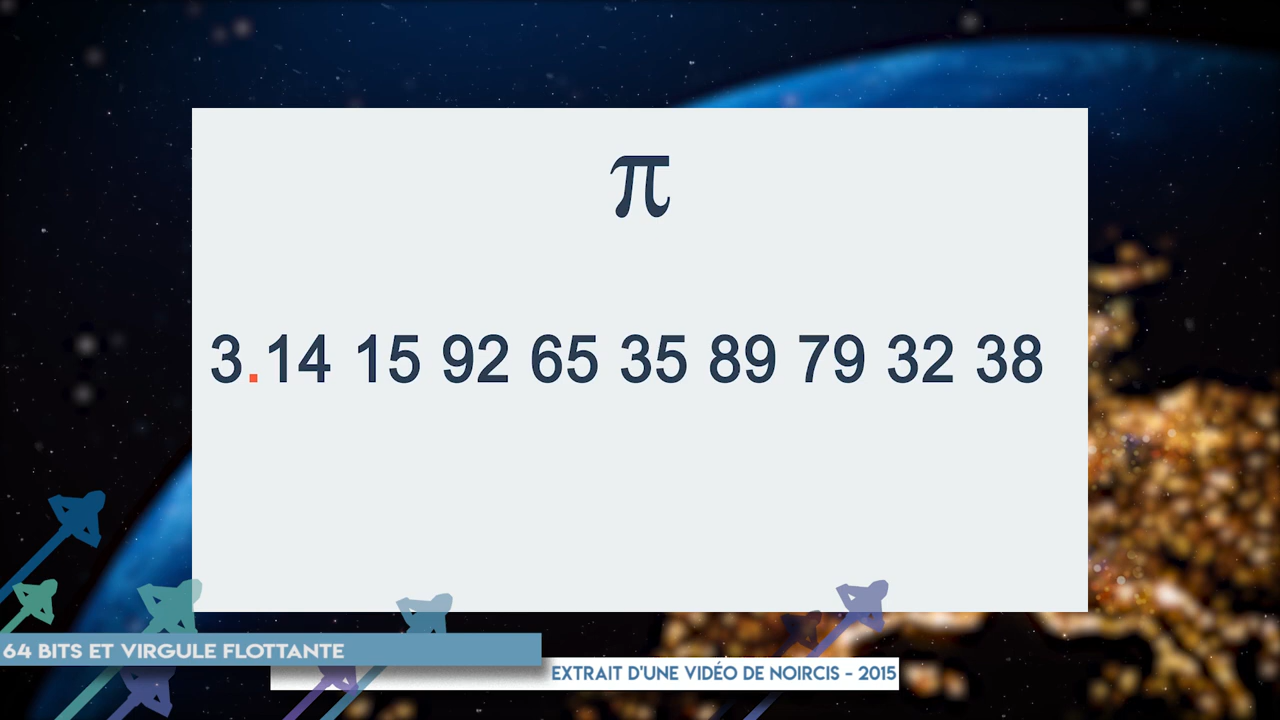 π
3.14 15 92 65 35 89 79 32 38
64 BITS ET VIRGULE FLOTTANTE
EXTRAIT D'UNE VIDÉO DE NOIRCIS - 2015